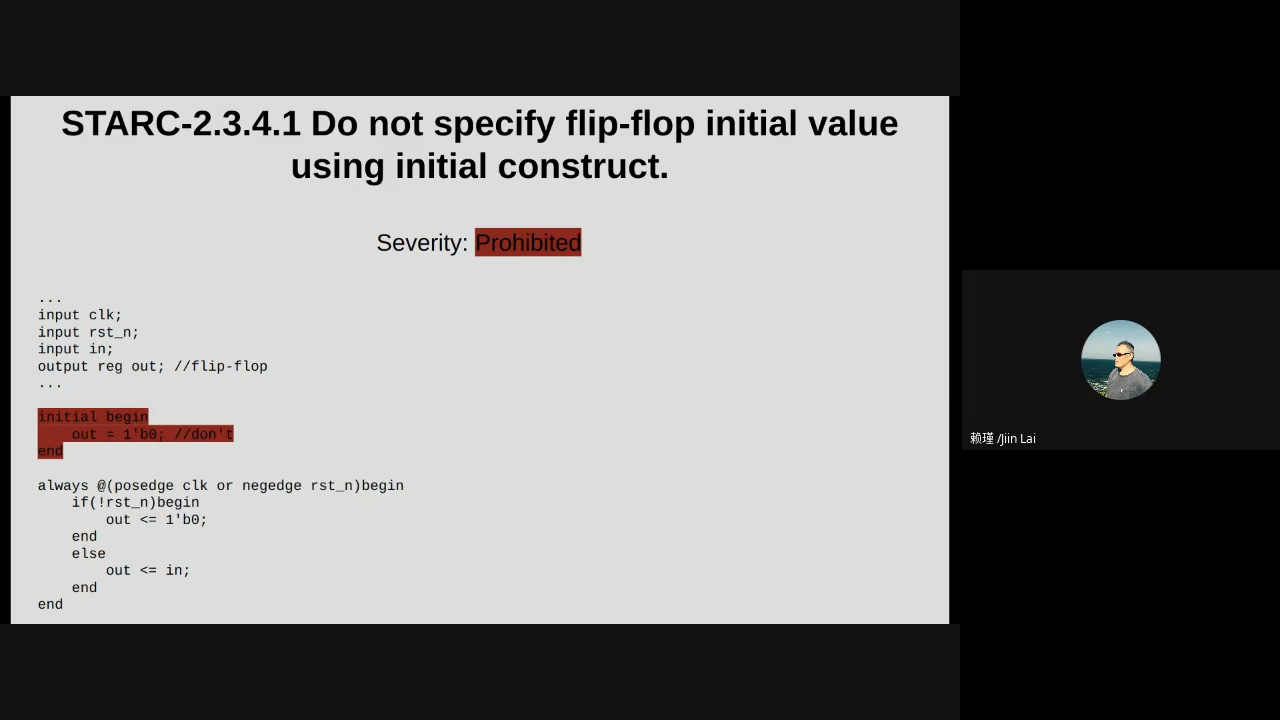 STARC-2.3.4.1 Do not specify flip-flop initial value
using initial construct.
Severity: Prohibited
...
input clk;
input rst_n;
input in;
output reg out; //flip-flop
...
initial begin
    out = 1'b0; //don't
end
always @(posedge clk or negedge rst_n)begin
    if(!rst_n)begin
        out <= 1'b0;
    end
    else
        out <= in;
    end
end
赖瑾 /Jiin Lai